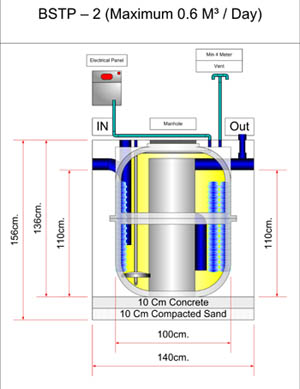 BSTP – 2 (Maximum 0.6 M³ / Day)
Electrical Panel
Min 4 Meter
Vent
IN
Manhole
Out
156cm.
136cm.
110cm.
110cm.
10 Cm Concrete
10 Cm Compacted Sand
100cm.
140cm.